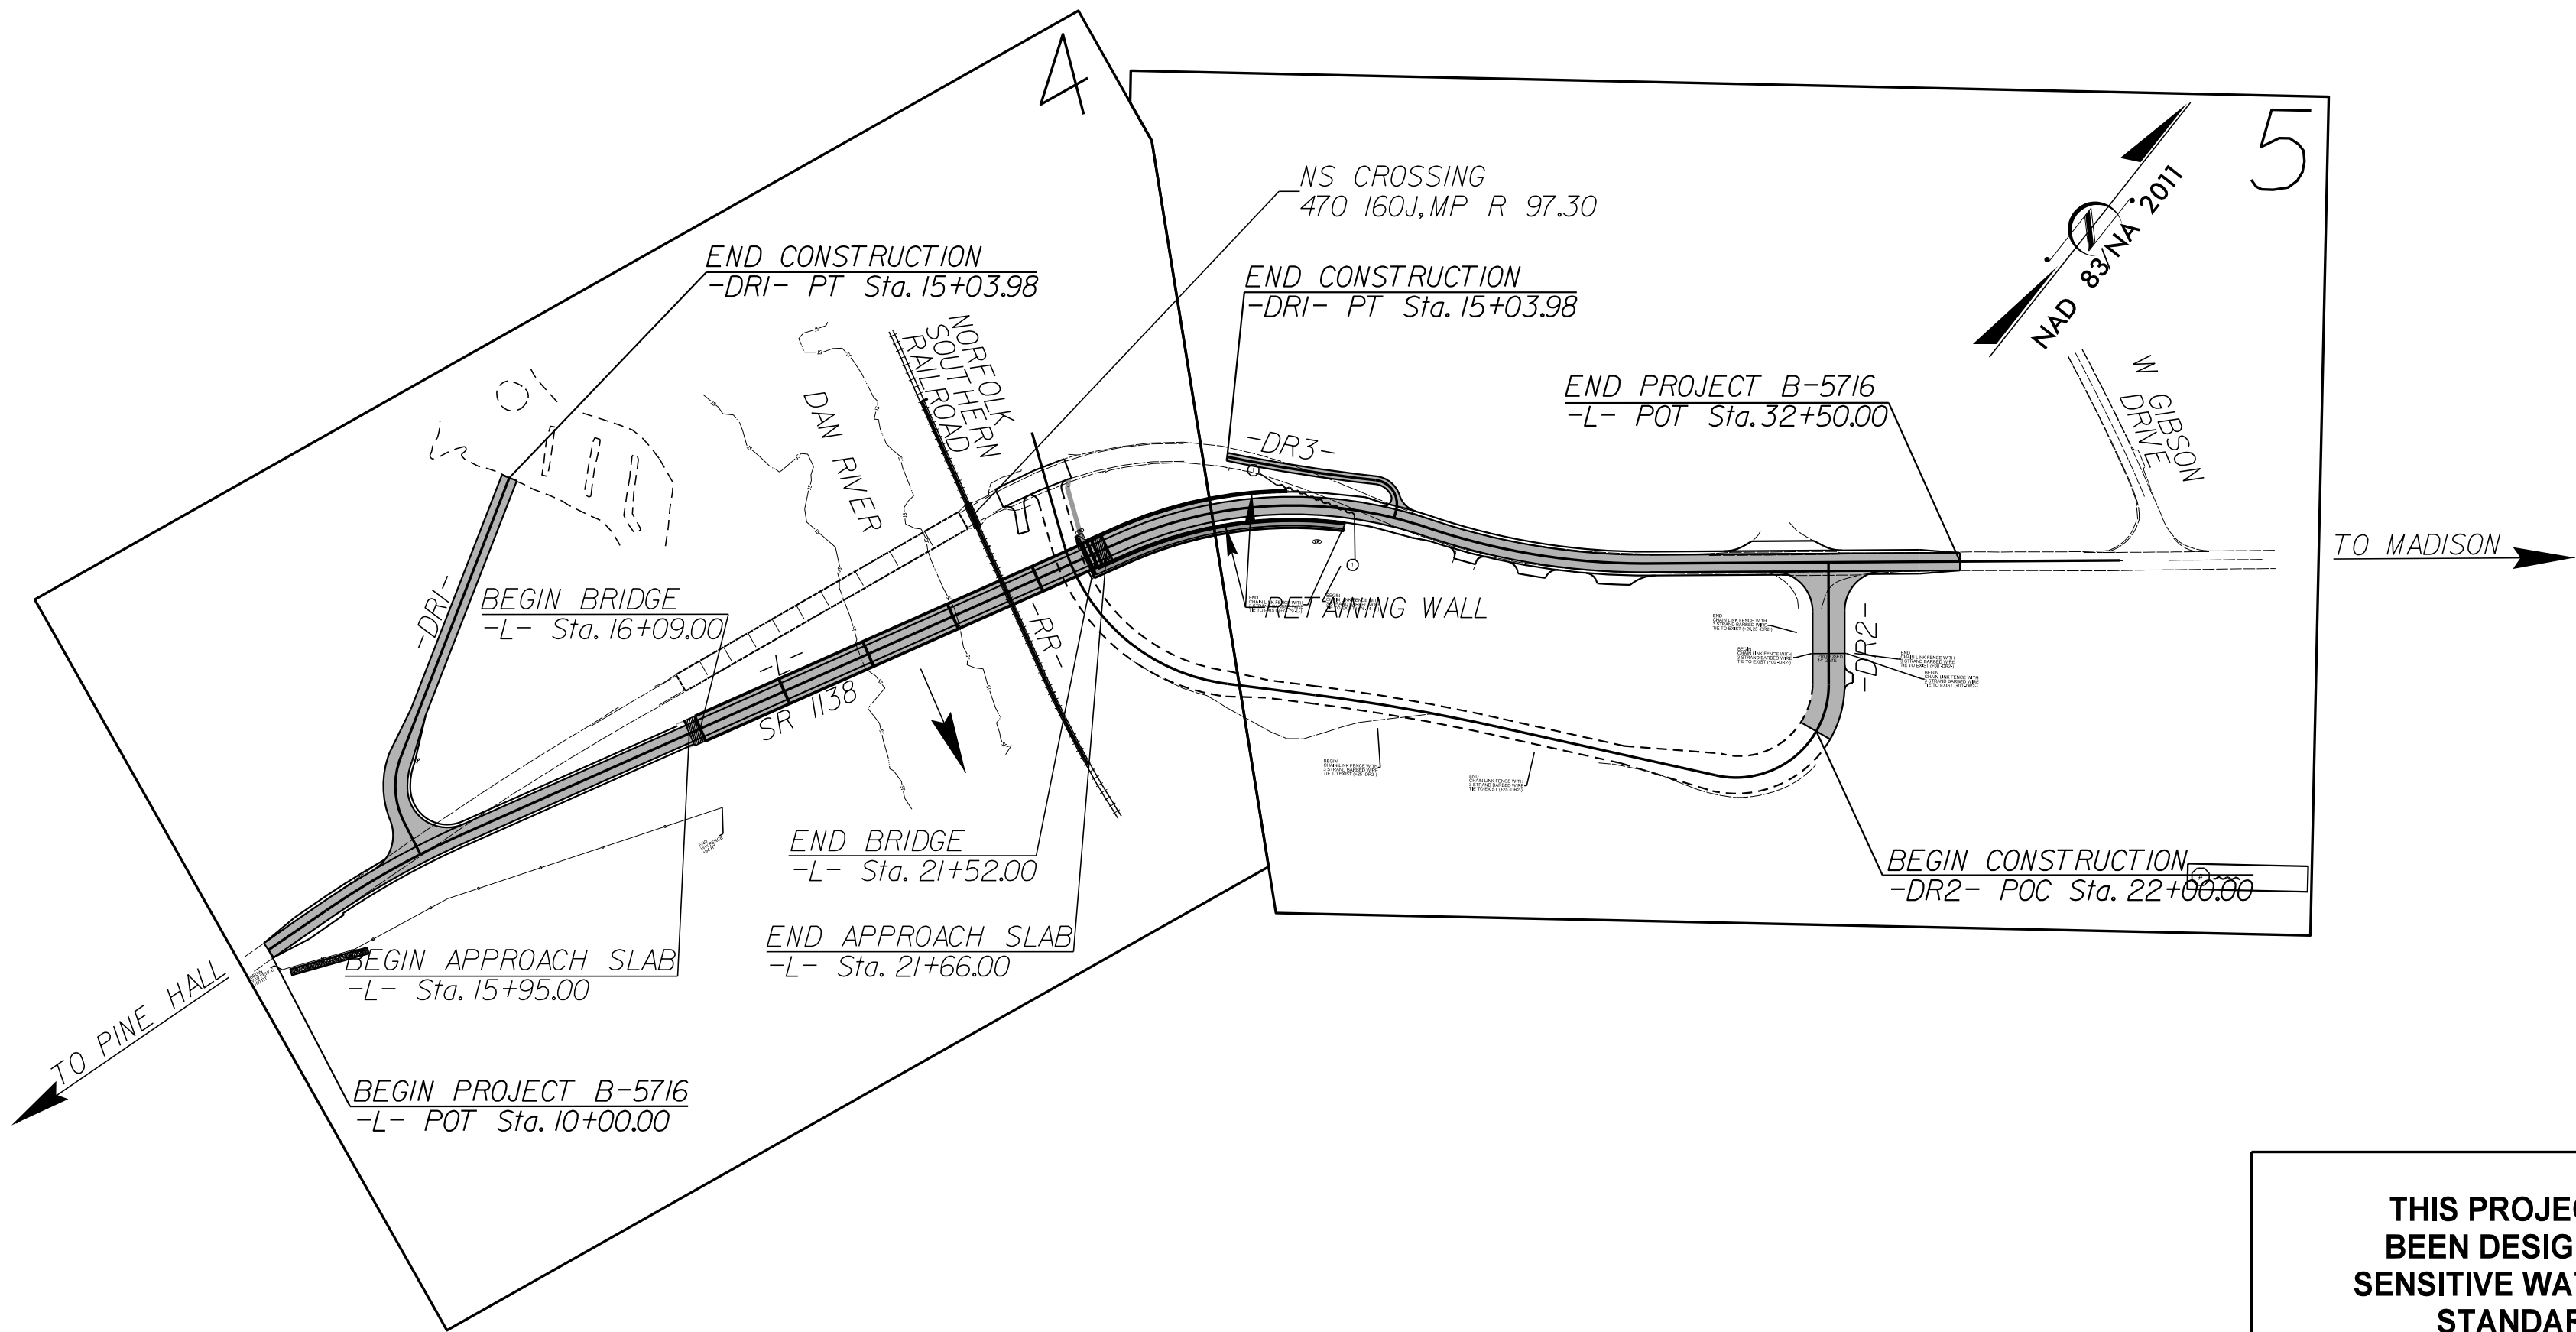 4
5
NS CROSSING
470 160J, MP R 97.30
END CONSTRUCTION
-DR1- PT Sta. 15+03.98
END CONSTRUCTION
-DR1- PT Sta. 15+03.98
NAD 83/NA 2011
NORFOLK
SOUTHERN
RAILROAD
DAN RIVER
END PROJECT B-5716
-L- POT Sta. 32+50.00
W GIBSON
DRIVE
-DR3-
TO MADISON
-DR1-
BEGIN BRIDGE
-L- Sta. 16+09.00
-L-
SR 1138
-RR-
RETAINING WALL
-DR2-
END BRIDGE
-L- Sta. 21+52.00
BEGIN CONSTRUCTION
-DR2- POC Sta. 22+00.00
END APPROACH SLAB
-L- Sta. 21+66.00
BEGIN APPROACH SLAB
-L- Sta. 15+95.00
TO PINE HALL
BEGIN PROJECT B-5716
-L- POT Sta. 10+00.00
THIS PROJEC
BEEN DESIG
SENSITIVE WA
STANDAR